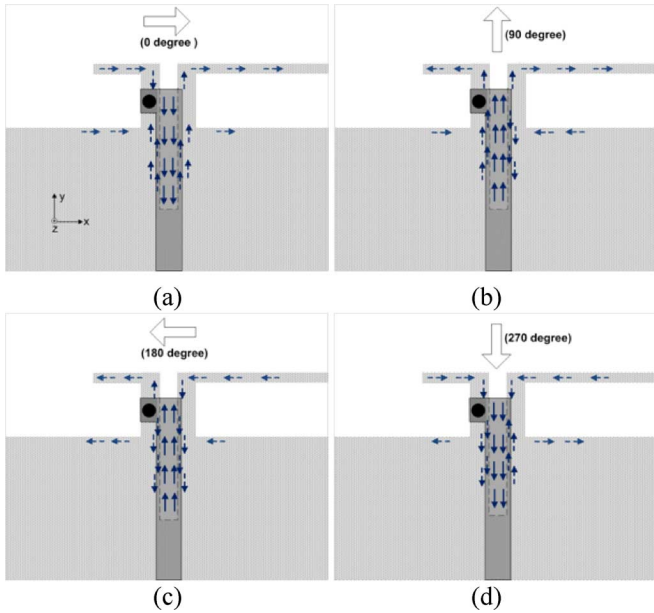 (0 degree )
(90 degree)
y
z
x
(a)
(b)
(180 degree)
(270 degree)
(c)
(d)